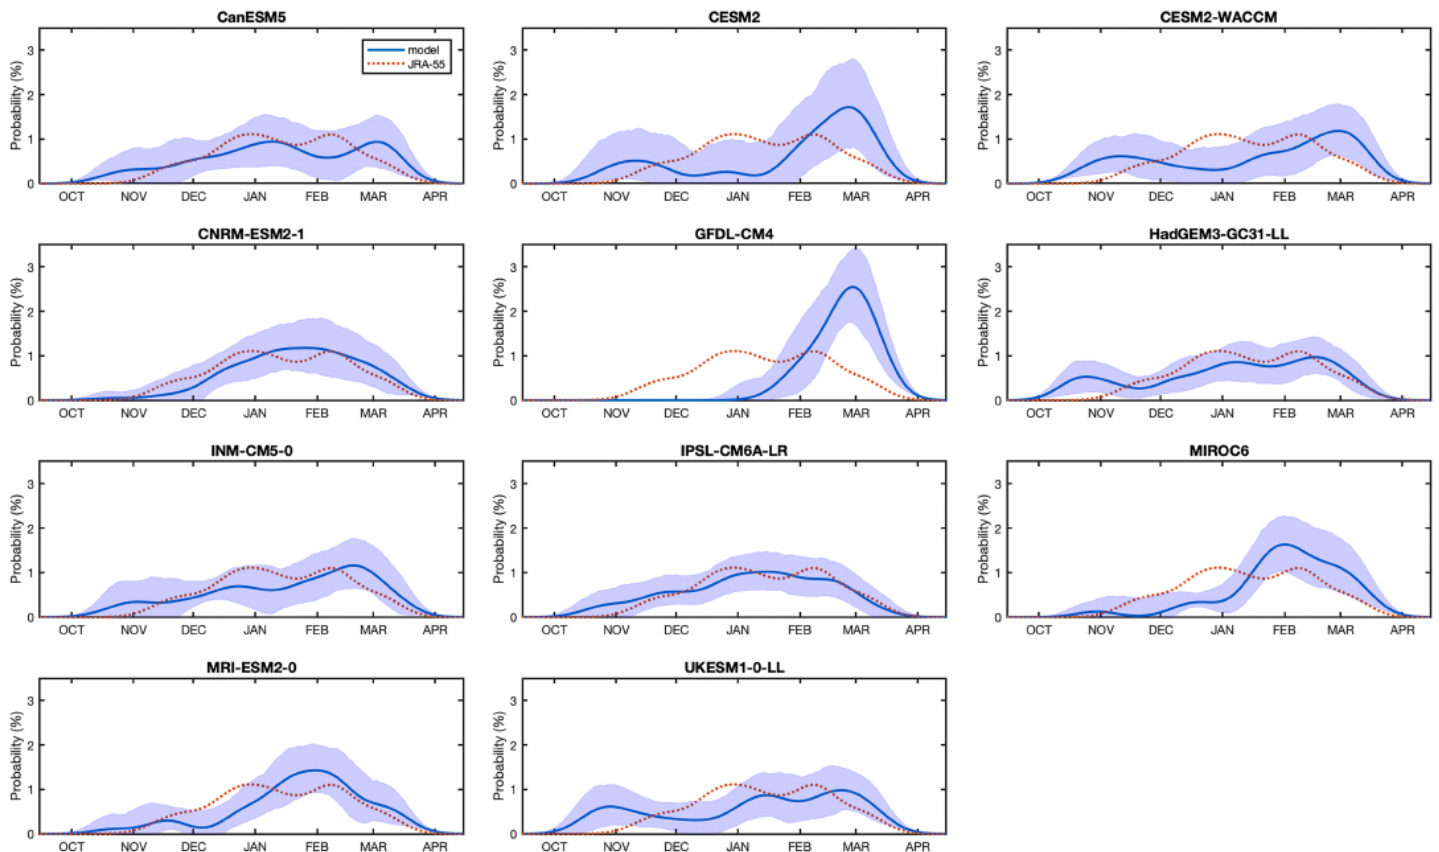 CanESM5
CESM2
CESM2-WACCM
model
JRA-55
Probability (%)
3
2
1
0
OCT NOV DEC JAN FEB MAR APR
Probability (%)
3
2
1
0
OCT NOV DEC JAN FEB MAR APR
Probability (%)
3
2
1
0
OCT NOV DEC JAN FEB MAR APR
CNRM-ESM2-1
GFDL-CM4
HadGEM3-GC31-LL
Probability (%)
3
2
1
0
OCT NOV DEC JAN FEB MAR APR
Probability (%)
3
2
1
0
OCT NOV DEC JAN FEB MAR APR
Probability (%)
3
2
1
0
OCT NOV DEC JAN FEB MAR APR
INM-CM5-0
IPSL-CM6A-LR
MIROC6
Probability (%)
3
2
1
0
OCT NOV DEC JAN FEB MAR APR
Probability (%)
3
2
1
0
OCT NOV DEC JAN FEB MAR APR
Probability (%)
3
2
1
0
OCT NOV DEC JAN FEB MAR APR
MRI-ESM2-0
UKESM1-0-LL
Probability (%)
3
2
1
0
OCT NOV DEC JAN FEB MAR APR
Probability (%)
3
2
1
0
OCT NOV DEC JAN FEB MAR APR